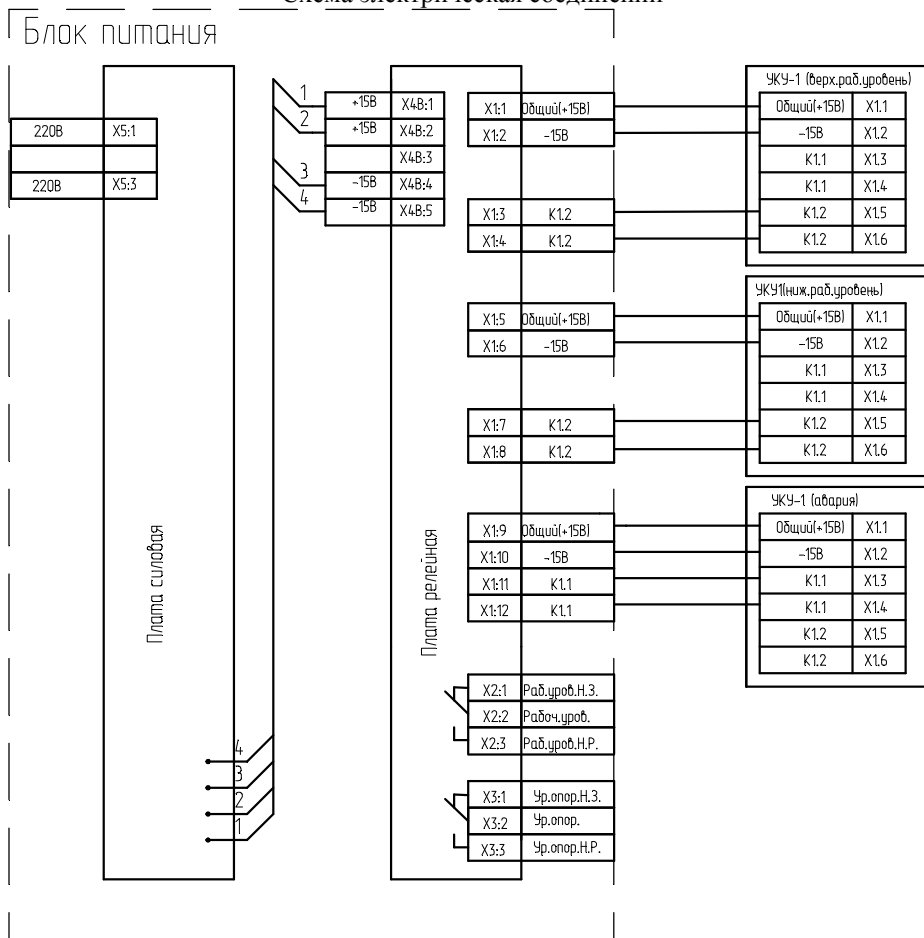 Схема электрическая соединений
Блок питания
220В X5:1
220В X5:3
Плата силовая
4
3
2
1
1
2
3
4
+15В X4В:1
+15В X4В:2
X4В:3
-15В X4В:4
-15В X4В:5
Плата релейная
X1:1 Общий(+15В)
X1:2 -15В
X1:3 К1.2
X1:4 К1.2
X1:5 Общий(+15В)
X1:6 -15В
X1:7 К1.2
X1:8 К1.2
X1:9 Общий(+15В)
X1:10 -15В
X1:11 К1.1
X1:12 К1.1
X2:1 Раб.уров.Н.З.
X2:2 Рабоч.уров.
X2:3 Раб.уров.Н.Р.
X3:1 Ур.опор.Н.З.
X3:2 Ур.опор.
X3:3 Ур.опор.Н.Р.
УКУ-1 (верх.раб.уровень)
Общий(+15В) X1.1
-15В X1.2
К1.1 X1.3
К1.1 X1.4
К1.2 X1.5
К1.2 X1.6
УКУ1(ниж.раб.уровень)
Общий(+15В) X1.1
-15В X1.2
К1.1 X1.3
К1.1 X1.4
К1.2 X1.5
К1.2 X1.6
УКУ-1 (авария)
Общий(+15В) X1.1
-15В X1.2
К1.1 X1.3
К1.1 X1.4
К1.2 X1.5
К1.2 X1.6